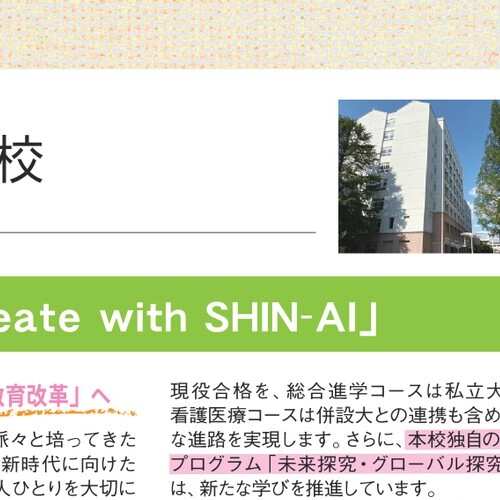 校
eate with SHIN-AI」
教育改革」へ
脈々と培ってきた
新時代に向けた
人ひとりを大切に
現役合格を、総合進学コースは私立大
看護医療コースは併設大との連携も含め
な進路を実現します。さらに、本校独自の
プログラム「未来探究・グローバル探究
は、新たな学びを推進しています。